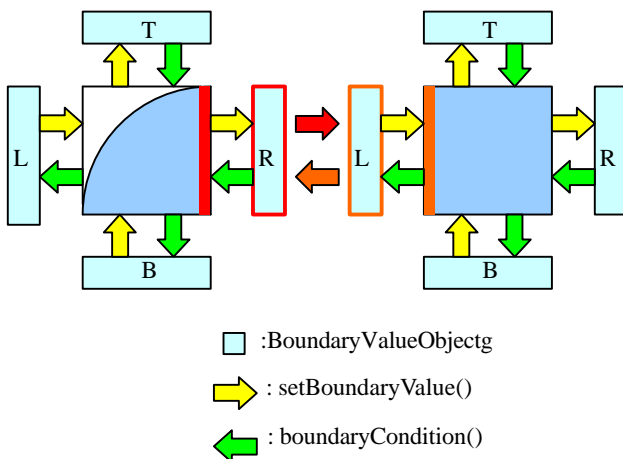 T
T
L
R
L
R
B
B
:BoundaryValueObjectg
: setBoundaryValue()
: boundaryCondition()